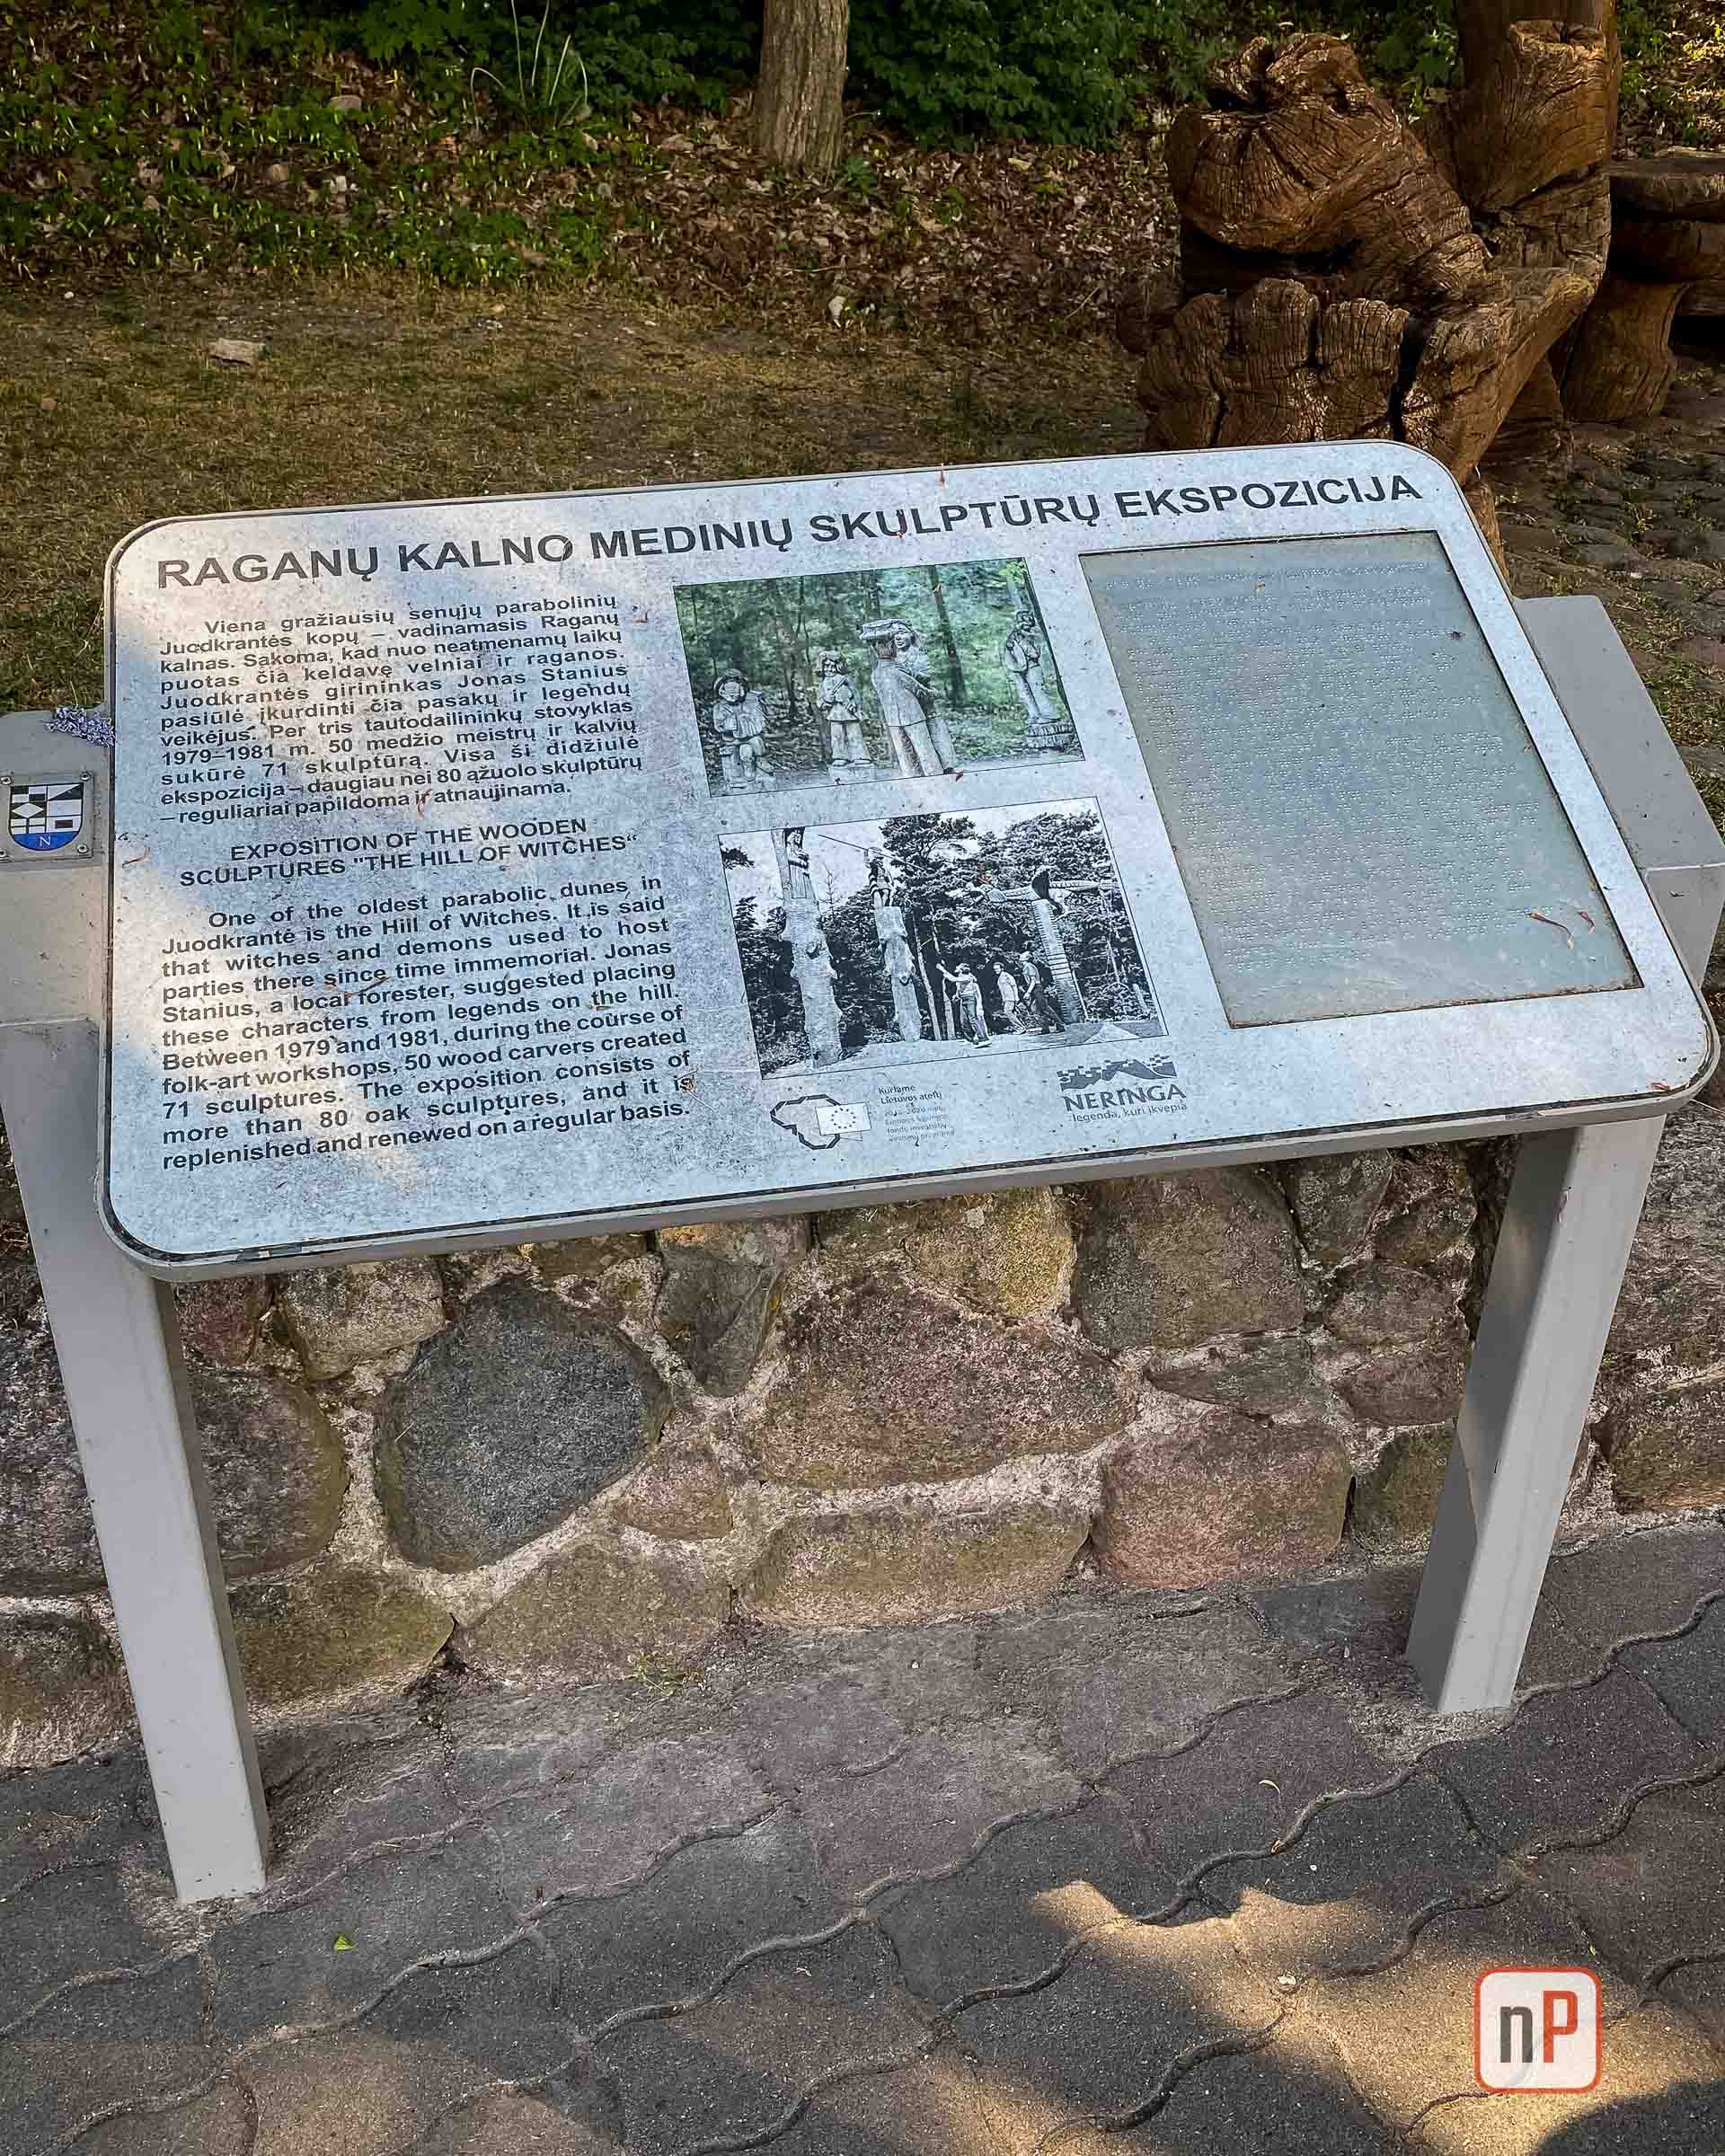 RAGANŲ KALNO MEDINIŲ SKULPTŪRŲ EKSPOZICIJA
Viena gražiausių senųjų parabolinių
Juodkrantės kopų – vadinamasis Raganų
kalnas. Sakoma, kad nuo neatmenamų laikų
puotas čia keldavę velniai ir raganos.
Juodkrantės girininkas Jonas Stanius
pasiūlė įkurdinti čia pasakų ir legendų
veikėjus. Per tris tautodailininkų stovyklas
1979–1981 m. 50 medžio meistrų ir kalvių
sukūrė 71 skulptūrą. Visa ši didžiulė
ekspozicija – daugiau nei 80 ąžuolo skulptūrų
– reguliariai papildoma ir atnaujinama.
EXPOSITION OF THE WOODEN
SCULPTURES "THE HILL OF WITCHES“
One of the oldest parabolic dunes in
Juodkrantė is the Hill of Witches. It is said
that witches and demons used to host
parties there since time immemorial. Jonas
Stanius, a local forester, suggested placing
these characters from legends on the hill.
Between 1979 and 1981, during the course of
folk-art workshops, 50 wood carvers created
71 sculptures. The exposition consists of
more than 80 oak sculptures, and it is
replenished and renewed on a regular basis.
Kuriame
Lietuvos ateitį
NERINGA
legenda, kuri įkvepia
N
nP